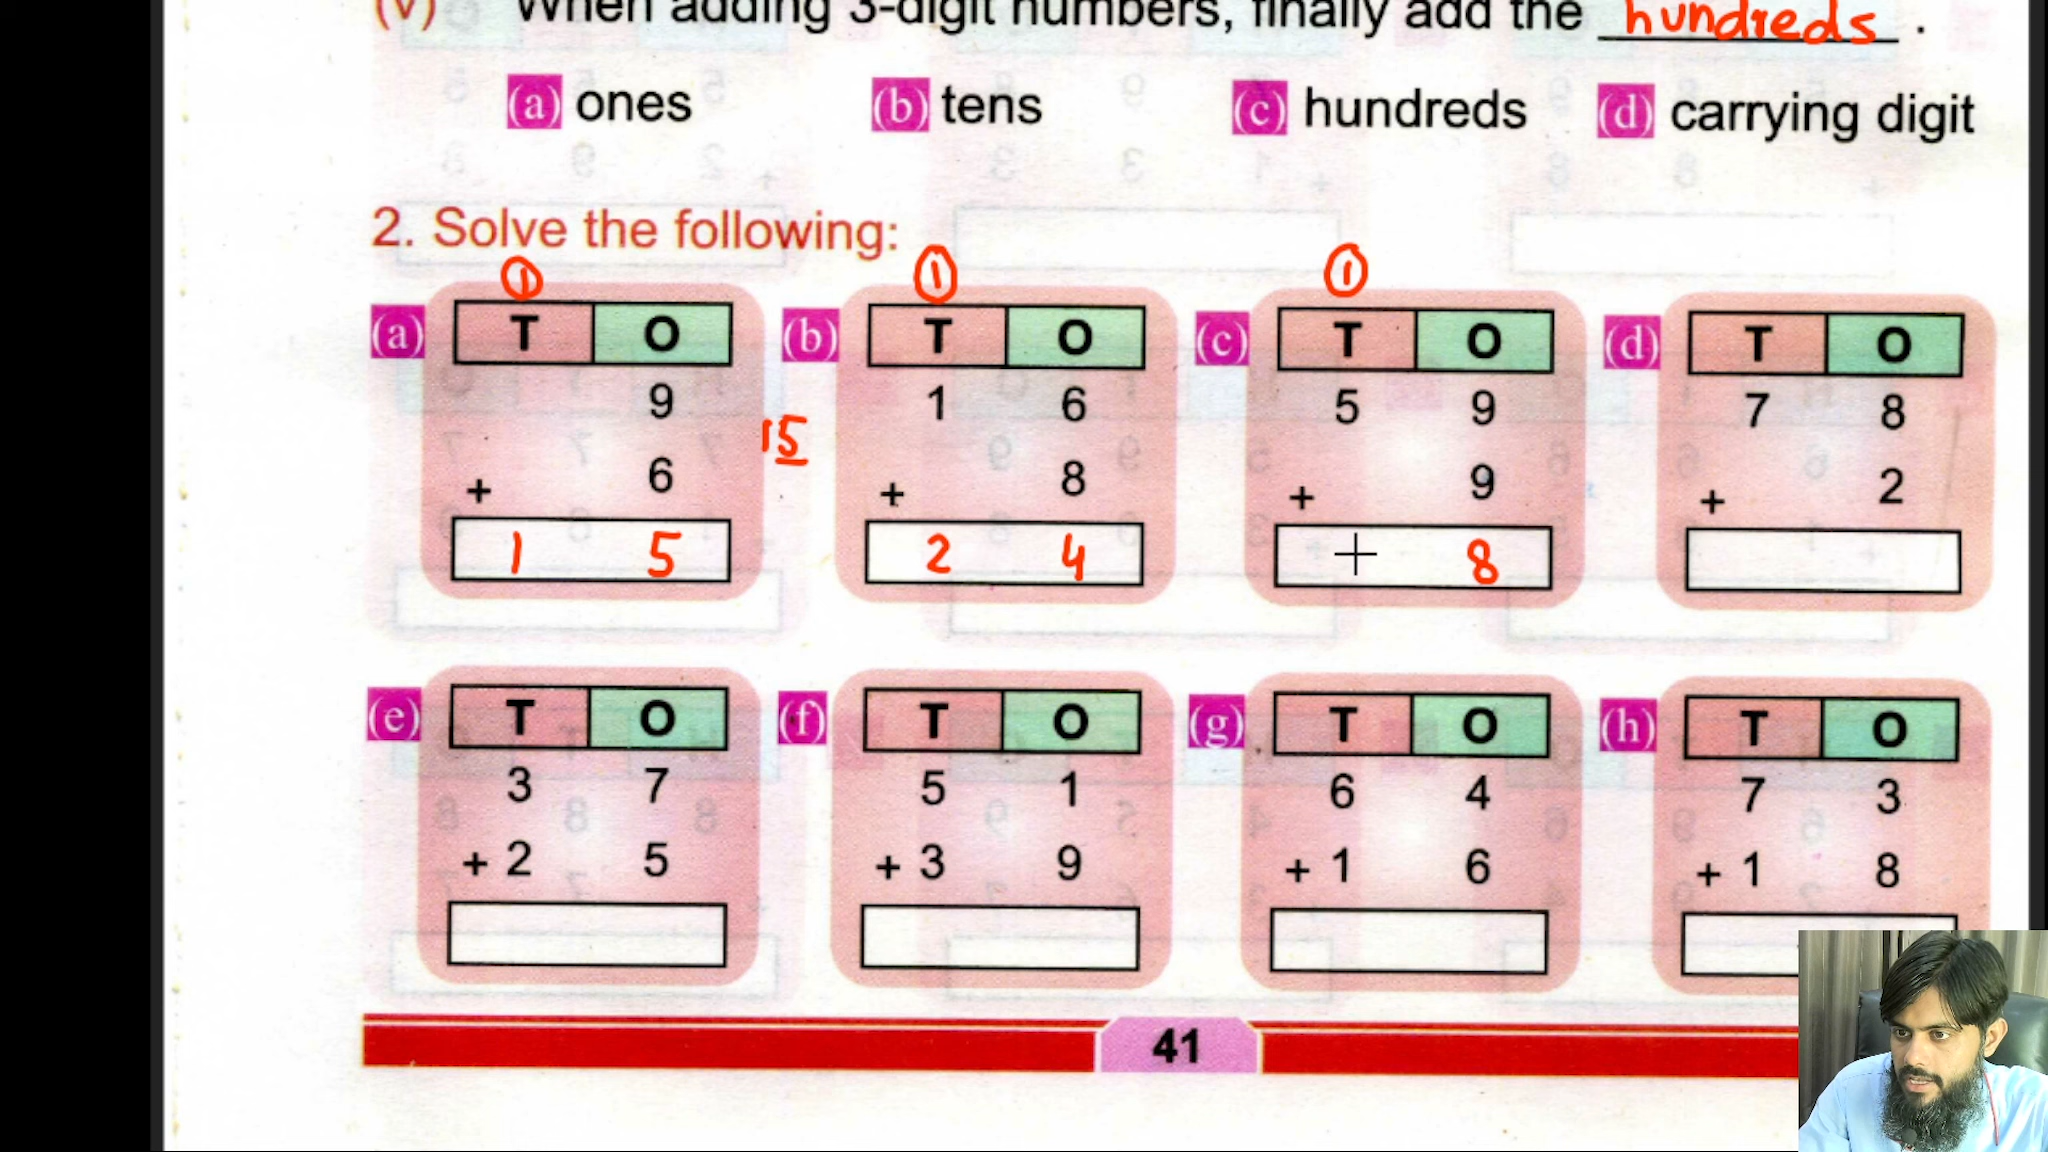 (v) When adding 3-digit numbers, finally add the hundreds .
(a) ones (b) tens (c) hundreds (d) carrying digit
2. Solve the following:
1 1 1
(a) T O (b) T O (c) T O (d) T O
9 1 6 5 9 7 8
15
+ 6 + 8 + 9 + 2
1 5 2 4 8
(e) T O (f) T O (g) T O (h) T O
3 7 5 1 6 4 7 3
+ 2 5 + 3 9 + 1 6 + 1 8
41